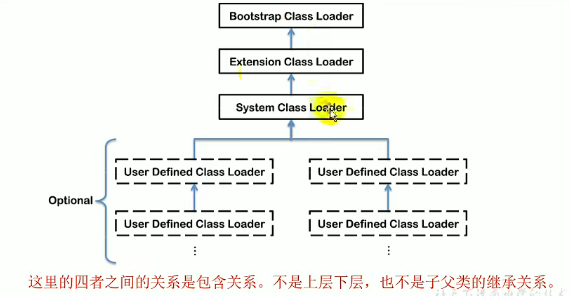 Bootstrap Class Loader
Extension Class Loader
System Class Loader
User Defined Class Loader
User Defined Class Loader
Optional
User Defined Class Loader
User Defined Class Loader
这里的四者之间的关系是包含关系。不是上层下层，也不是子父类的继承关系。